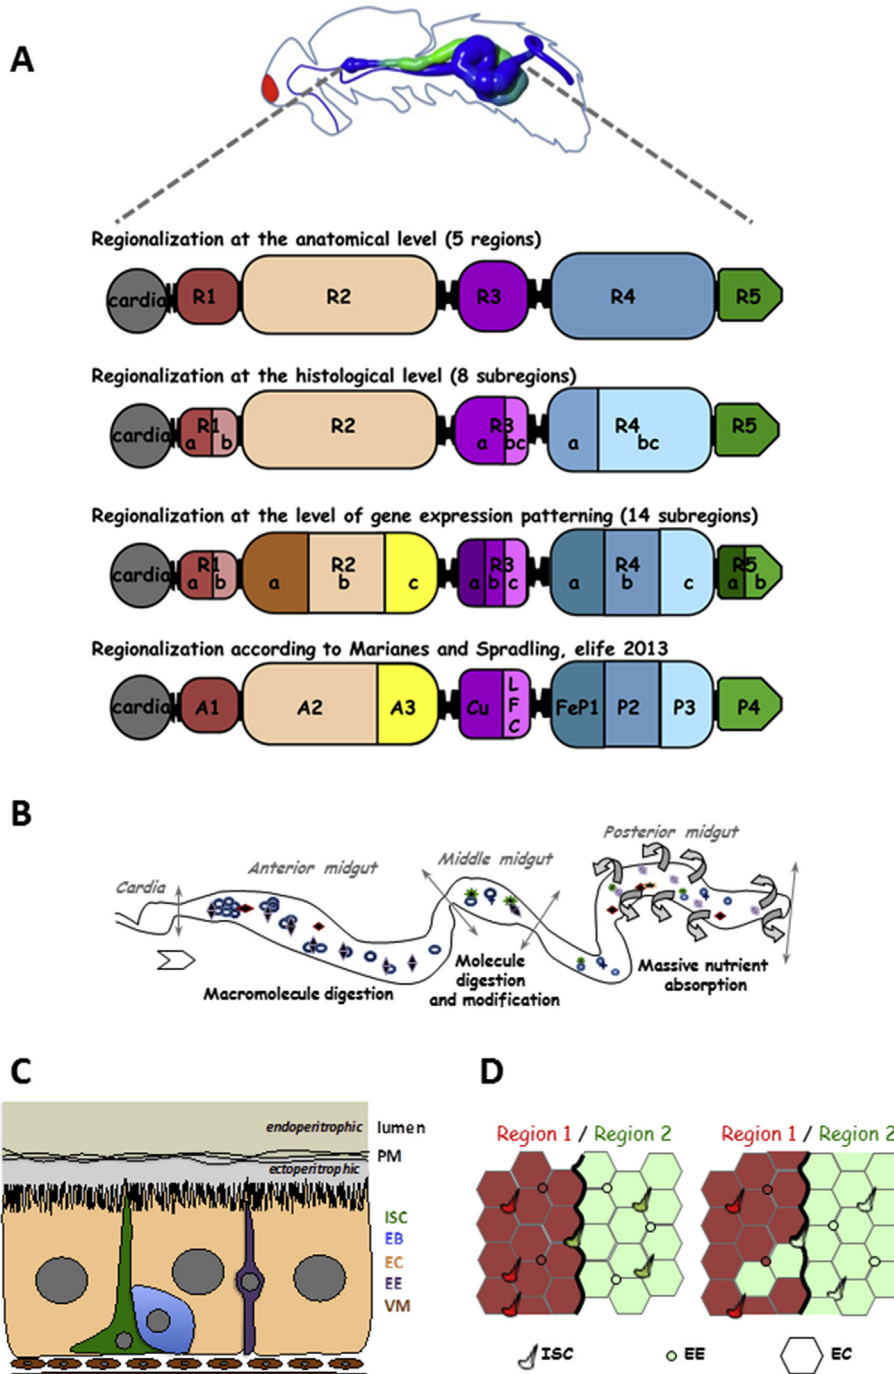 A
Regionalization at the anatomical level (5 regions)
cardia R1 R2 R3 R4 R5
Regionalization at the histological level (8 subregions)
cardia R1 R2 R3 R4 R5
a b a bc a bc
Regionalization at the level of gene expression patterning (14 subregions)
cardia R1 R2 R3 R4 R5
a b a b c a b c a b c a b
Regionalization according to Marianes and Spradling, elife 2013
cardia A1 A2 A3 Cu LFC FeP1 P2 P3 P4
B
Cardia
Anterior midgut
Middle midgut
Posterior midgut
Macromolecule digestion
Molecule
digestion
and modification
Massive nutrient
absorption
C
endoperitrophic
lumen
PM
ectoperitrophic
ISC
EB
EC
EE
VM
D
Region 1 / Region 2
Region 1 / Region 2
ISC
EE
EC